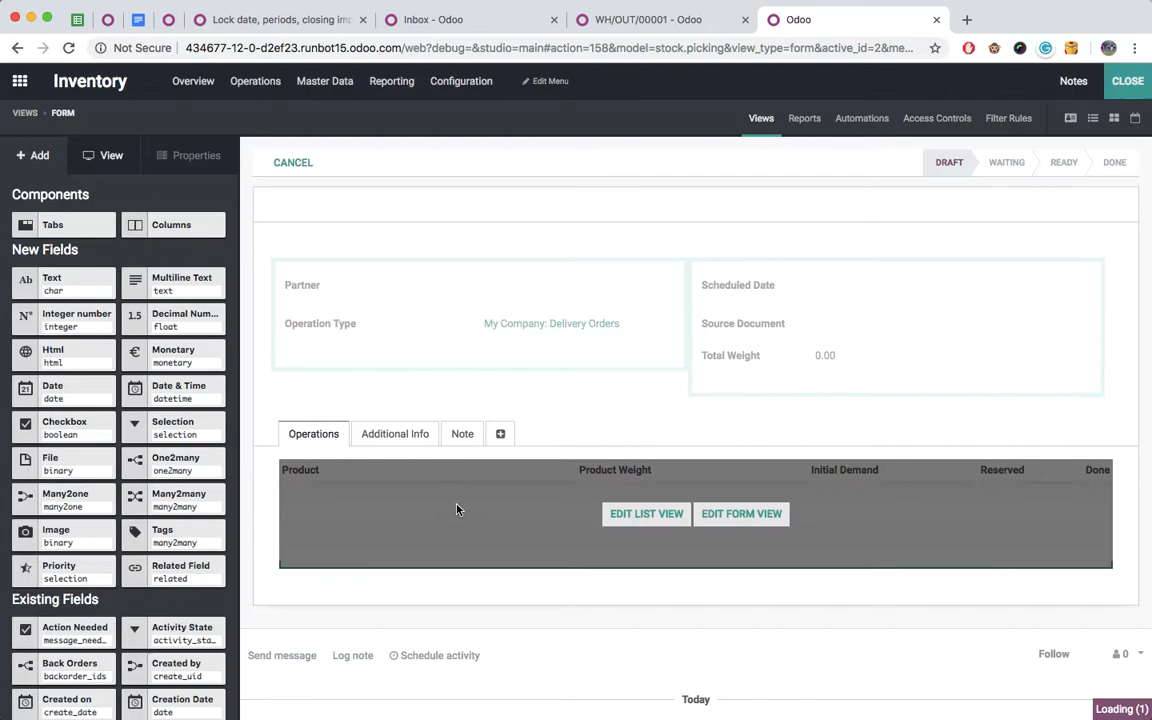 Lock date, periods, closing im
Inbox - Odoo
WH/OUT/00001 - Odoo
Odoo
Not Secure
434677-12-0-d2ef23.runbot15.odoo.com/web?debug=&studio=main#action=158&model=stock.picking&view_type=form&active_id=2&me...
Inventory
Overview
Operations
Master Data
Reporting
Configuration
Edit Menu
Notes
CLOSE
VIEWS
FORM
Views
Reports
Automations
Access Controls
Filter Rules
+ Add
View
Properties
CANCEL
DRAFT
WAITING
READY
DONE
Components
Tabs
Columns
New Fields
Ab
Text
char
Multiline Text
text
N°
Integer number
integer
1.5
Decimal Num...
float
Html
html
Monetary
monetary
21
Date
date
Date & Time
datetime
Checkbox
boolean
Selection
selection
File
binary
One2many
one2many
Many2one
many2one
Many2many
many2many
Image
binary
Tags
many2many
Priority
selection
Related Field
related
Existing Fields
Action Needed
message_need...
Activity State
activity_sta...
Back Orders
backorder_ids
Created by
create_uid
Created on
create_date
Creation Date
date
Partner
Operation Type
My Company: Delivery Orders
Scheduled Date
Source Document
Total Weight
0.00
Operations
Additional Info
Note
Product
Product Weight
Initial Demand
Reserved
Done
EDIT LIST VIEW
EDIT FORM VIEW
Send message
Log note
Schedule activity
Follow
0
Today
Loading (1)